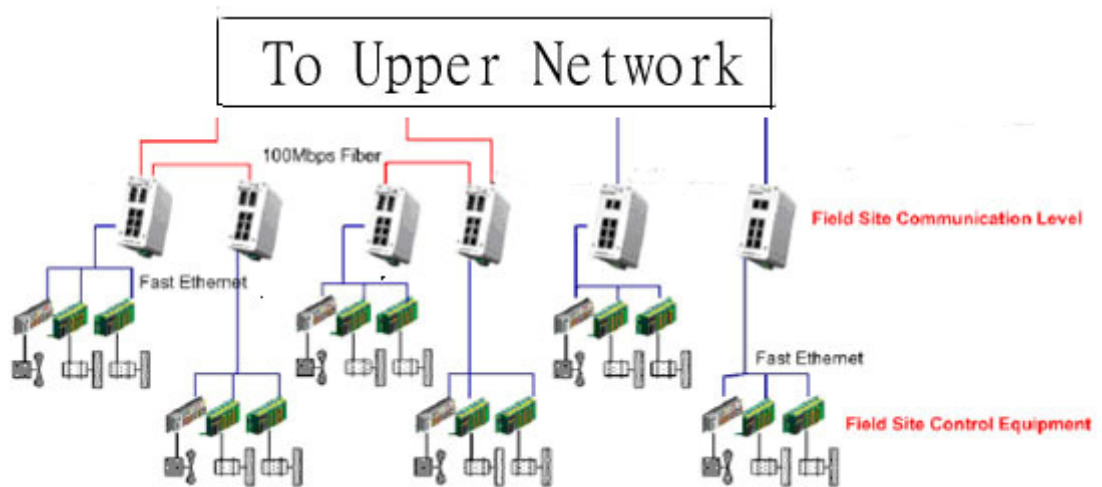 To Upper Network
100Mbps Fiber
Field Site Communication Level
Fast Ethernet
Fast Ethernet
Field Site Control Equipment